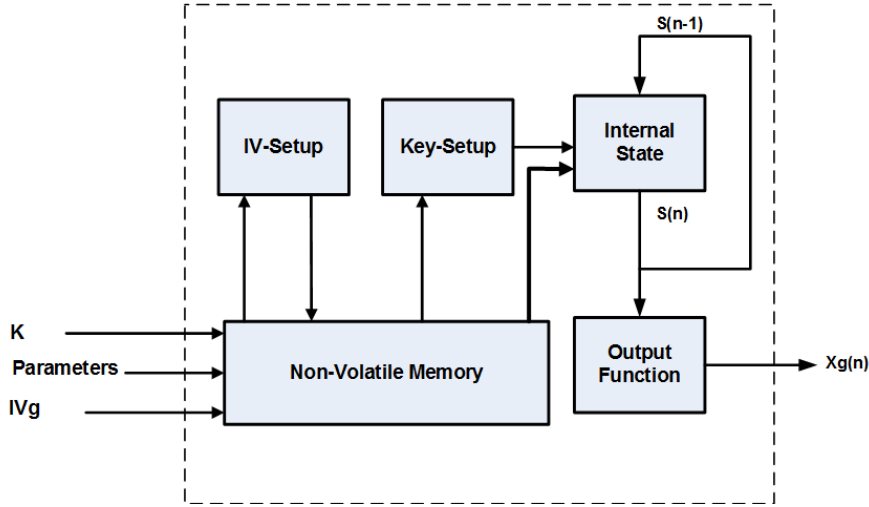 S(n-1)
IV-Setup
Key-Setup
Internal
State
S(n)
K
Parameters
IVg
Non-Volatile Memory
Output
Function
Xg(n)